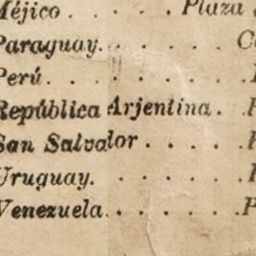 Méjico . . . . . . Plaza
Paraguay. . . . . .
Perú . . . . . . . . .
República Arjentina. .
San Salvador . . . . .
Uruguay. . . . . . .
Venezuela. . . . . . .